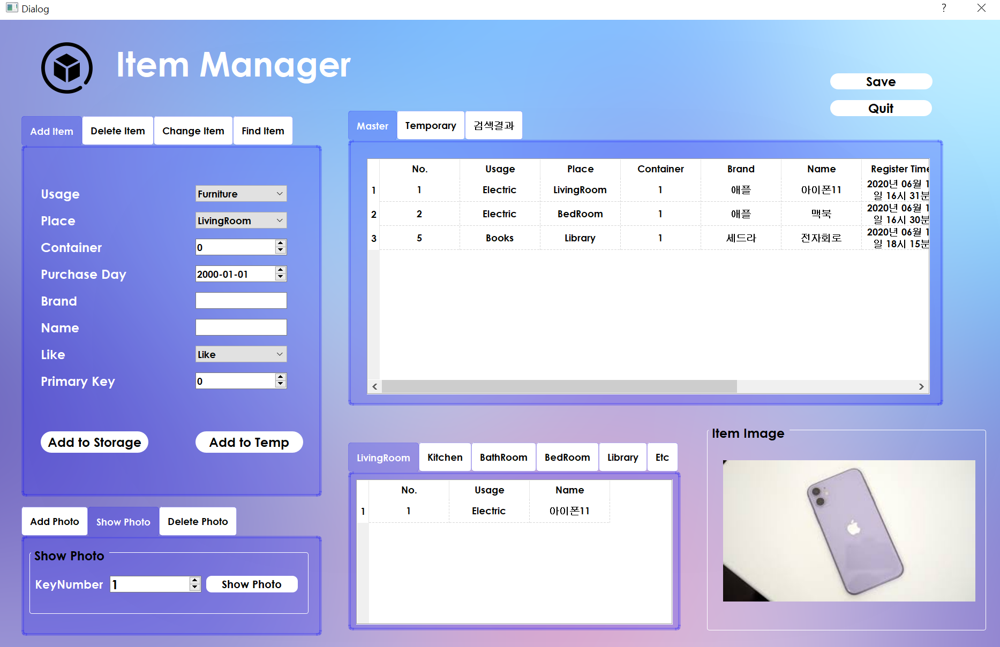 Dialog
?
Item Manager
Save
Quit
Add Item
Delete Item
Change Item
Find Item
Usage
Furniture
Place
LivingRoom
Container
0
Purchase Day
2000-01-01
Brand
Name
Like
Like
Primary Key
0
Add to Storage
Add to Temp
Add Photo
Show Photo
Delete Photo
Show Photo
KeyNumber
1
Show Photo
Master
Temporary
검색결과
No. Usage Place Container Brand Name Register Time
1 1 Electric LivingRoom 1 애플 아이폰11 2020년 06월 1
일 16시 31분
2 2 Electric BedRoom 1 애플 맥북 2020년 06월 1
일 16시 30분
3 5 Books Library 1 세드라 전자회로 2020년 06월 1
일 18시 15분
LivingRoom
Kitchen
BathRoom
BedRoom
Library
Etc
No. Usage Name
1 1 Electric 아이폰11
Item Image